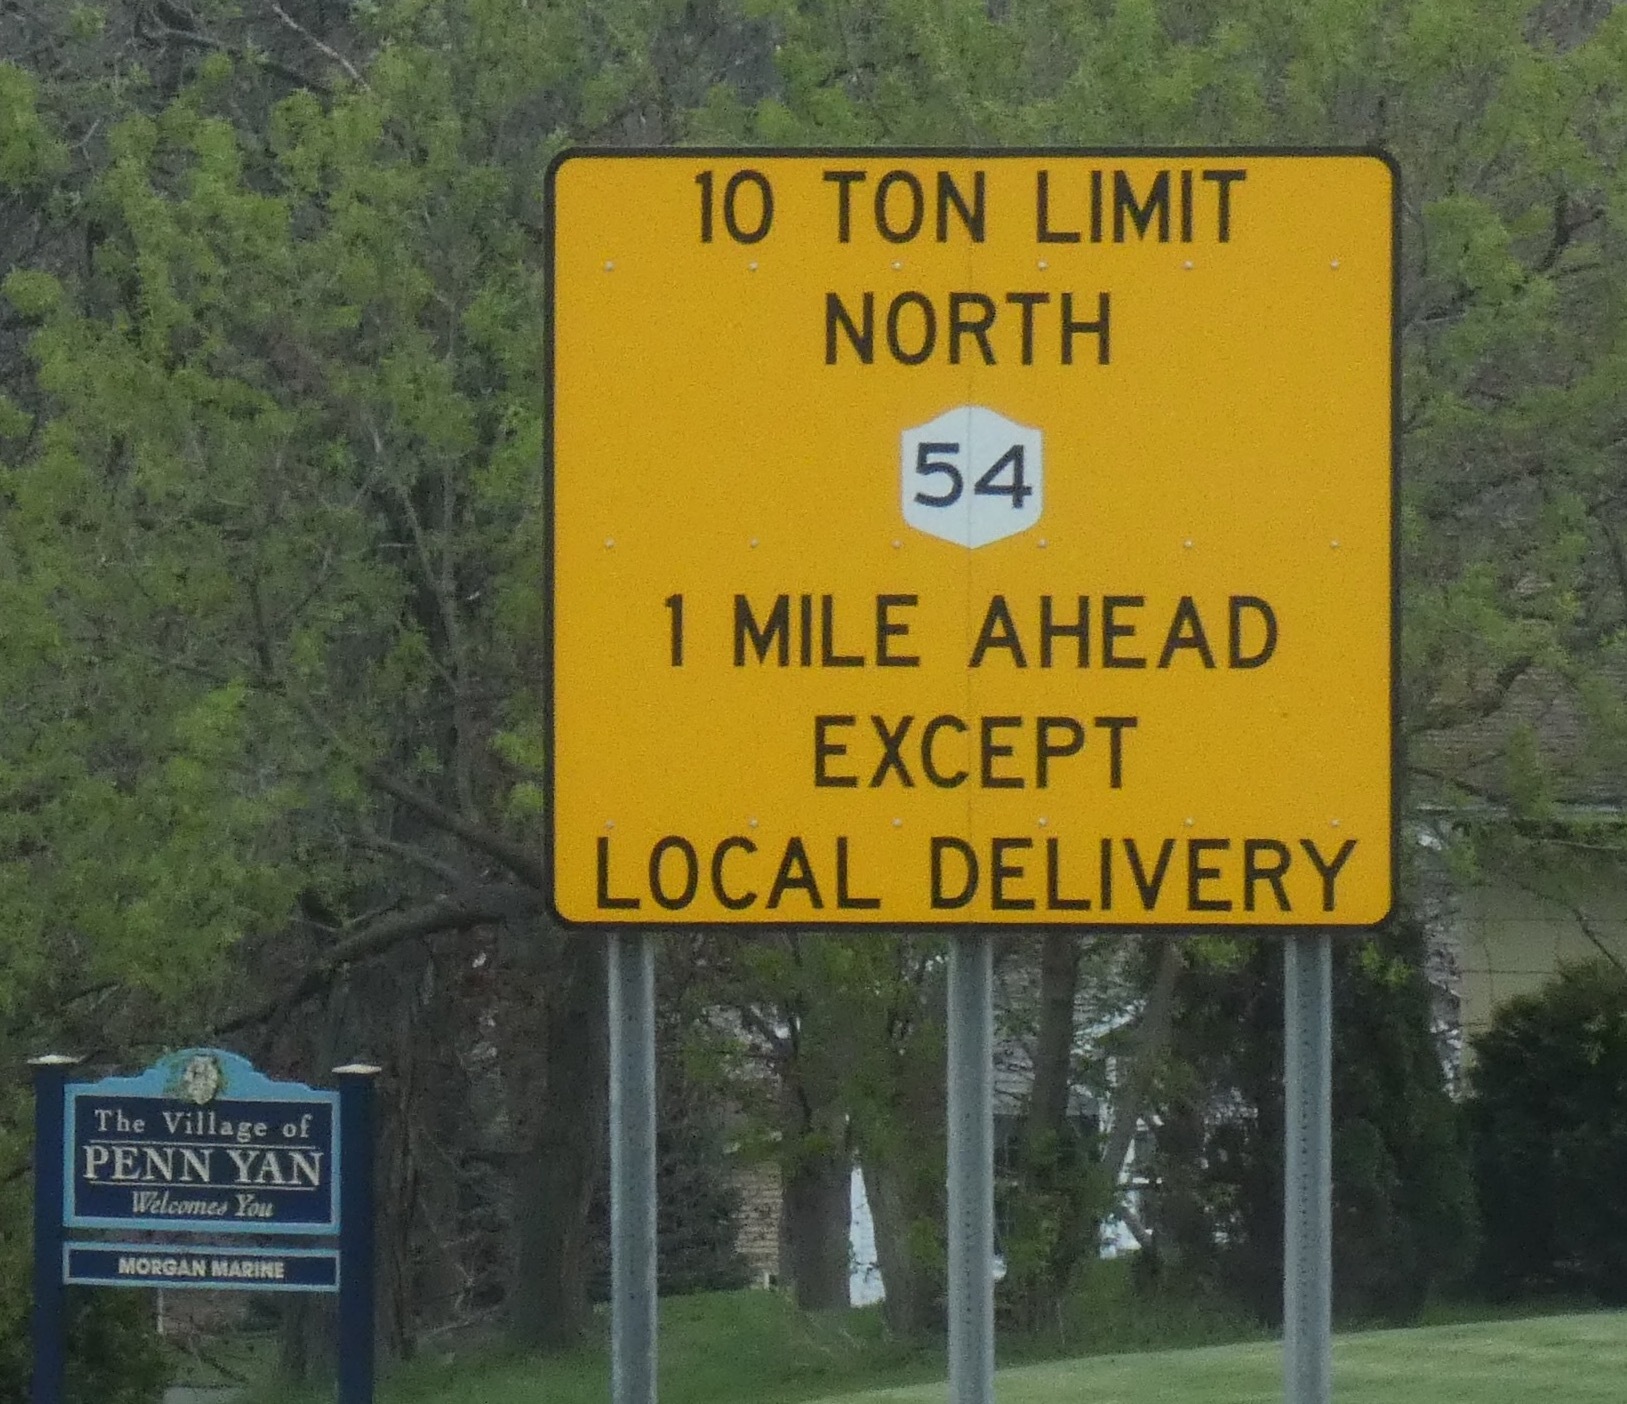 10 TON LIMIT
NORTH
54
1 MILE AHEAD
EXCEPT
LOCAL DELIVERY
The Village of
PENN YAN
Welcomes You
MORGAN MARINE